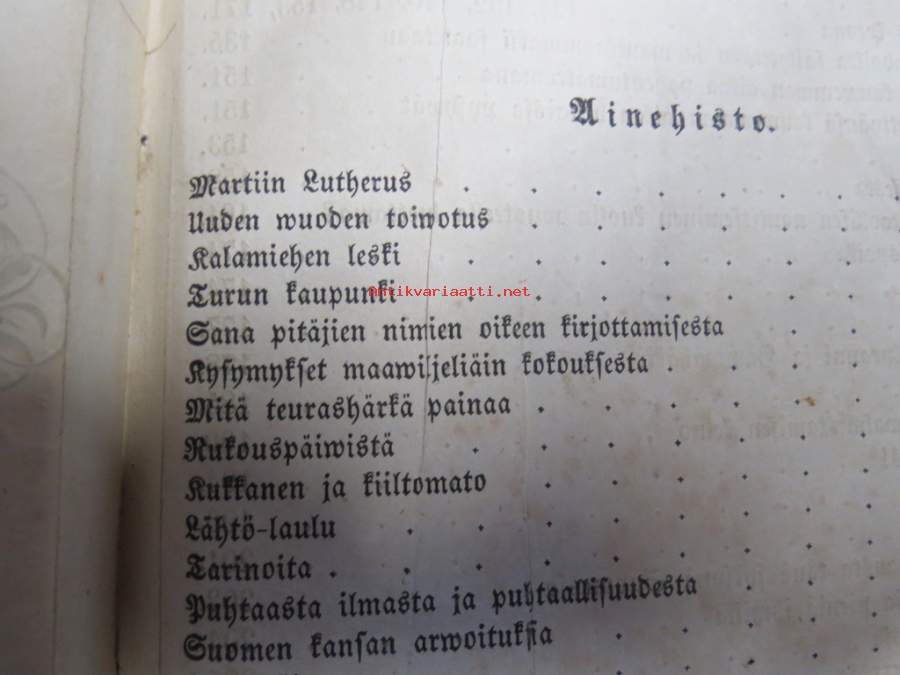 Ainehisto.
Martiin Lutherus . . . . . . .
Uuden wuoden toiwotus . . . . . .
Kalamiehen leski . . . . . . .
Turun kaupunki . . . . . . .
antikvariaatti.net
Sana pitäjien nimien oikeen kirjottamisesta . .
Kysymykset maawiljeliäin kokouksesta . . . . .
Mitä teurashärkä painaa . . . . . .
Rukouspäiwistä . . . . . . .
Kukkanen ja kiiltomato . . . . . .
Lähtö-laulu . . . . . . . .
Tarinoita . . . . . . . . .
Puhtaasta ilmasta ja puhtaallisuudesta . . .
Suomen kansan arwoituksia . . . . .